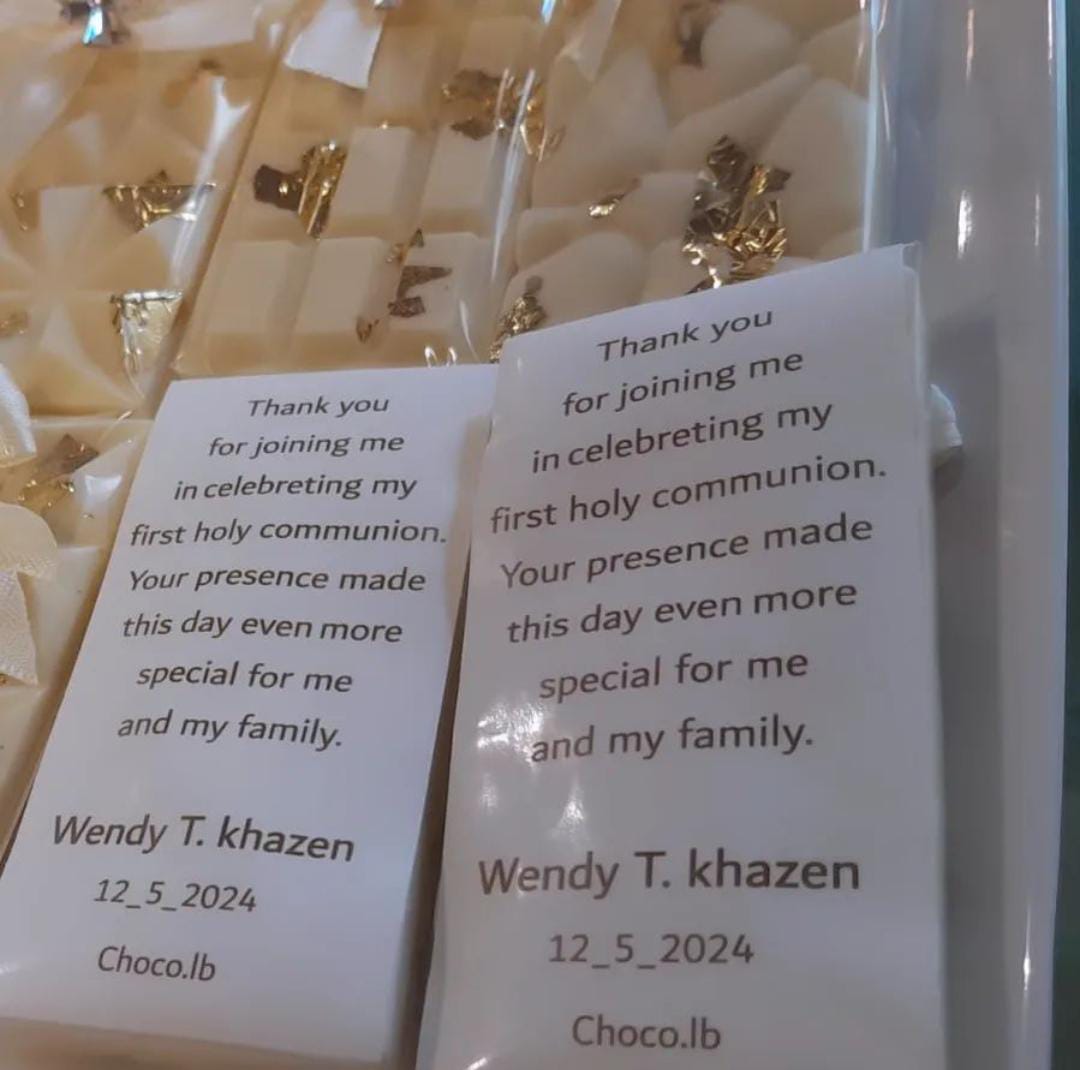 Thank you
for joining me
in celebreting my
first holy communion.
Your presence made
this day even more
special for me
and my family.
Wendy T. khazen
12_5_2024
Choco.lb
Thank you
for joining me
in celebreting my
first holy communion.
Your presence made
this day even more
special for me
and my family.
Wendy T. khazen
12_5_2024
Choco.lb